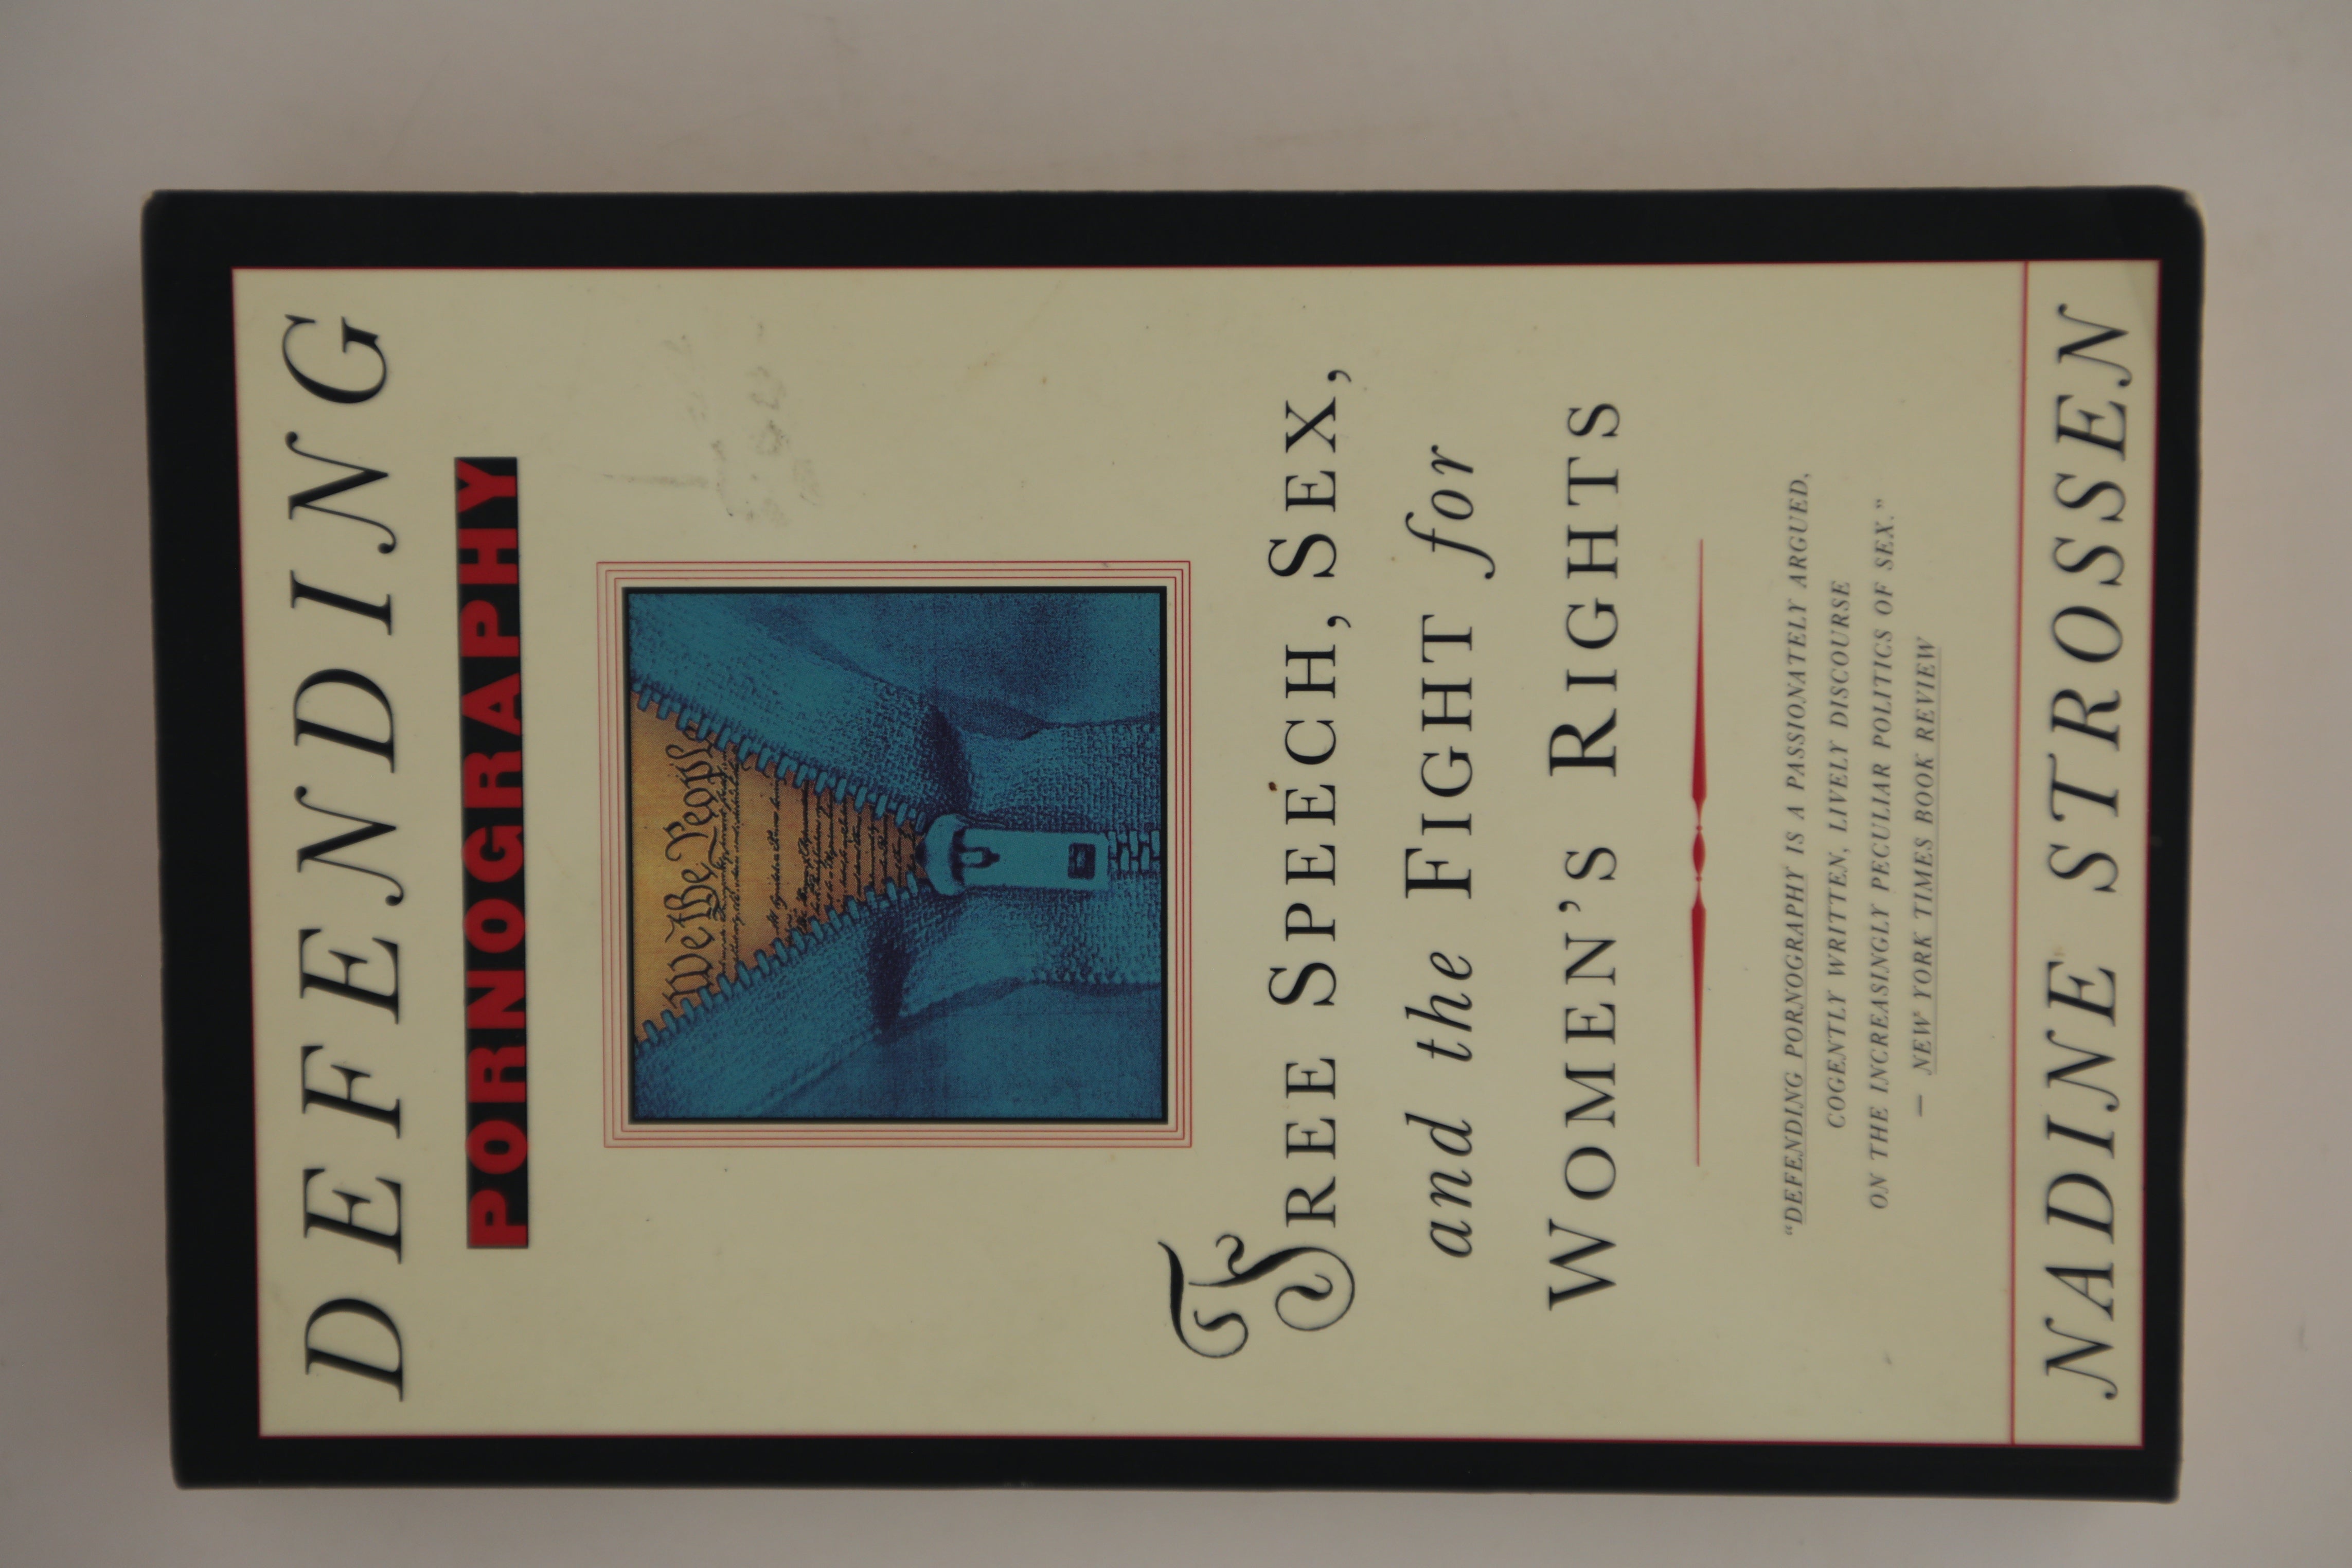 DEFENDING
PORNOGRAPHY
We the People
FREE SPEECH, SEX,
and the FIGHT for
WOMEN'S RIGHTS
"DEFENDING PORNOGRAPHY IS A PASSIONATELY ARGUED,
COGENTLY WRITTEN, LIVELY DISCOURSE
ON THE INCREASINGLY PECULIAR POLITICS OF SEX."
— NEW YORK TIMES BOOK REVIEW
NADINE STROSSEN